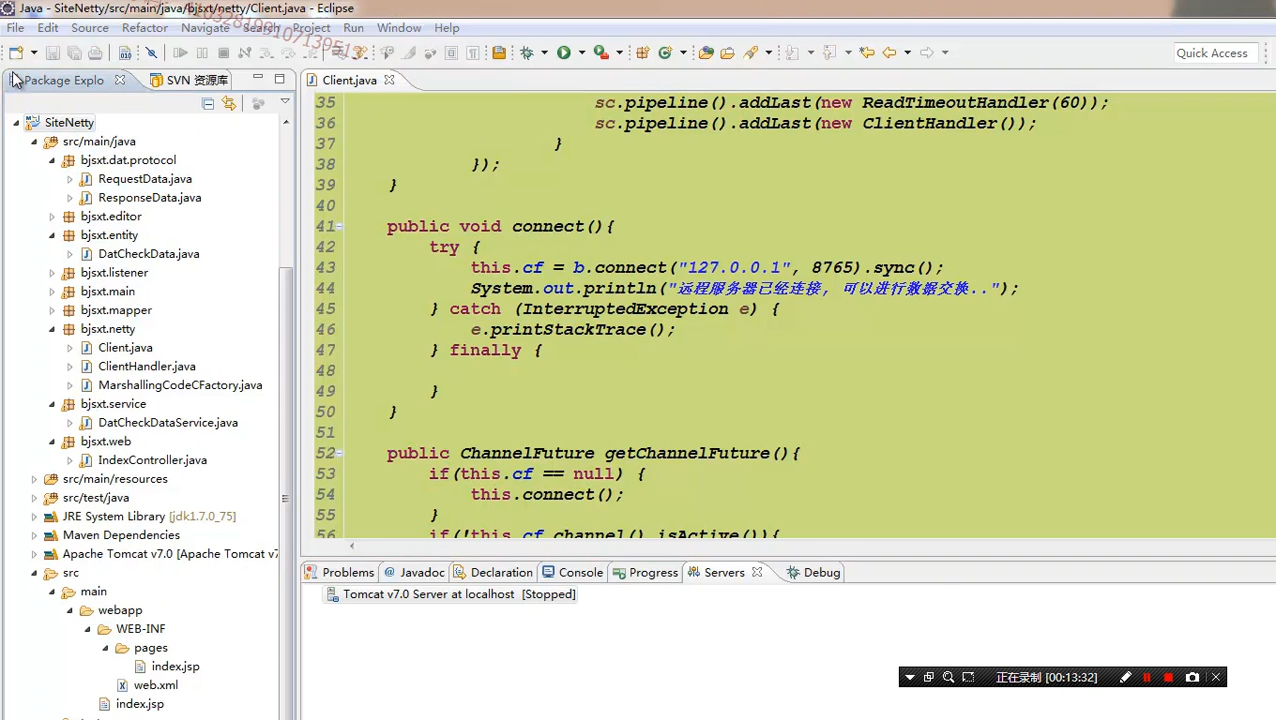 Java - SiteNetty/src/main/java/bjsxt/netty/Client.java - Eclipse
File Edit Source Refactor Navigate Search Project Run Window Help
Quick Access
Package Explo SVN 资源库 Client.java
SiteNetty
src/main/java
bjsxt.dat.protocol
RequestData.java
ResponseData.java
bjsxt.editor
bjsxt.entity
DatCheckData.java
bjsxt.listener
bjsxt.main
bjsxt.mapper
bjsxt.netty
Client.java
ClientHandler.java
MarshallingCodeCFactory.java
bjsxt.service
DatCheckDataService.java
bjsxt.web
IndexController.java
src/main/resources
src/test/java
JRE System Library [jdk1.7.0_75]
Maven Dependencies
Apache Tomcat v7.0 [Apache Tomcat v7
src
main
webapp
WEB-INF
pages
index.jsp
web.xml
index.jsp
35 sc.pipeline().addLast(new ReadTimeoutHandler(60));
36 sc.pipeline().addLast(new ClientHandler());
37 }
38 });
39 }
40
41 public void connect(){
42 try {
43 this.cf = b.connect("127.0.0.1", 8765).sync();
44 System.out.println("远程服务器已经连接, 可以进行数据交换..");
45 } catch (InterruptedException e) {
46 e.printStackTrace();
47 } finally {
48
49 }
50 }
51
52 public ChannelFuture getChannelFuture(){
53 if(this.cf == null) {
54 this.connect();
55 }
56 if(!this.cf.channel().isActive()){
Problems @ Javadoc Declaration Console Progress Servers Debug
Tomcat v7.0 Server at localhost [Stopped]
正在录制 [00:13:32]